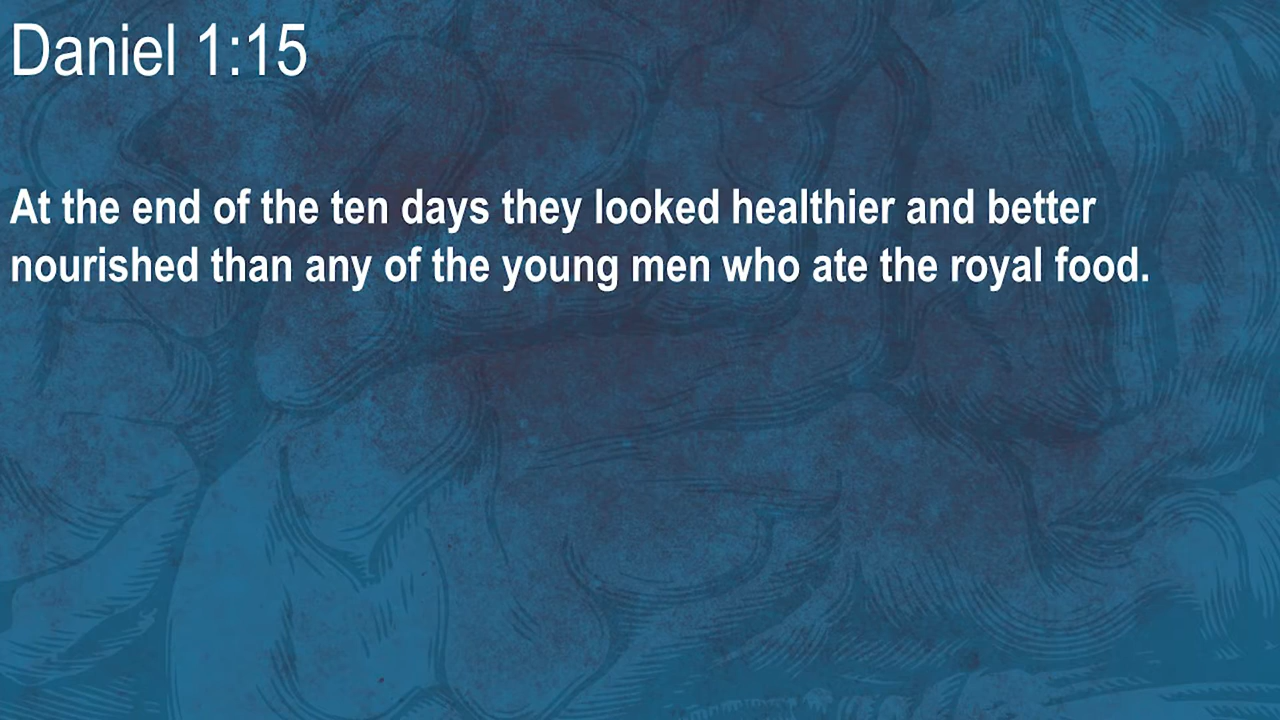 Daniel 1:15
At the end of the ten days they looked healthier and better
nourished than any of the young men who ate the royal food.